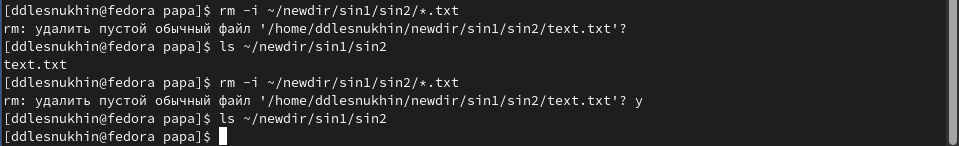 [ddlesnukhin@fedora papa]$ rm -i ~/newdir/sin1/sin2/*.txt
rm: удалить пустой обычный файл '/home/ddlesnukhin/newdir/sin1/sin2/text.txt'?
[ddlesnukhin@fedora papa]$ ls ~/newdir/sin1/sin2
text.txt
[ddlesnukhin@fedora papa]$ rm -i ~/newdir/sin1/sin2/*.txt
rm: удалить пустой обычный файл '/home/ddlesnukhin/newdir/sin1/sin2/text.txt'? y
[ddlesnukhin@fedora papa]$ ls ~/newdir/sin1/sin2
[ddlesnukhin@fedora papa]$